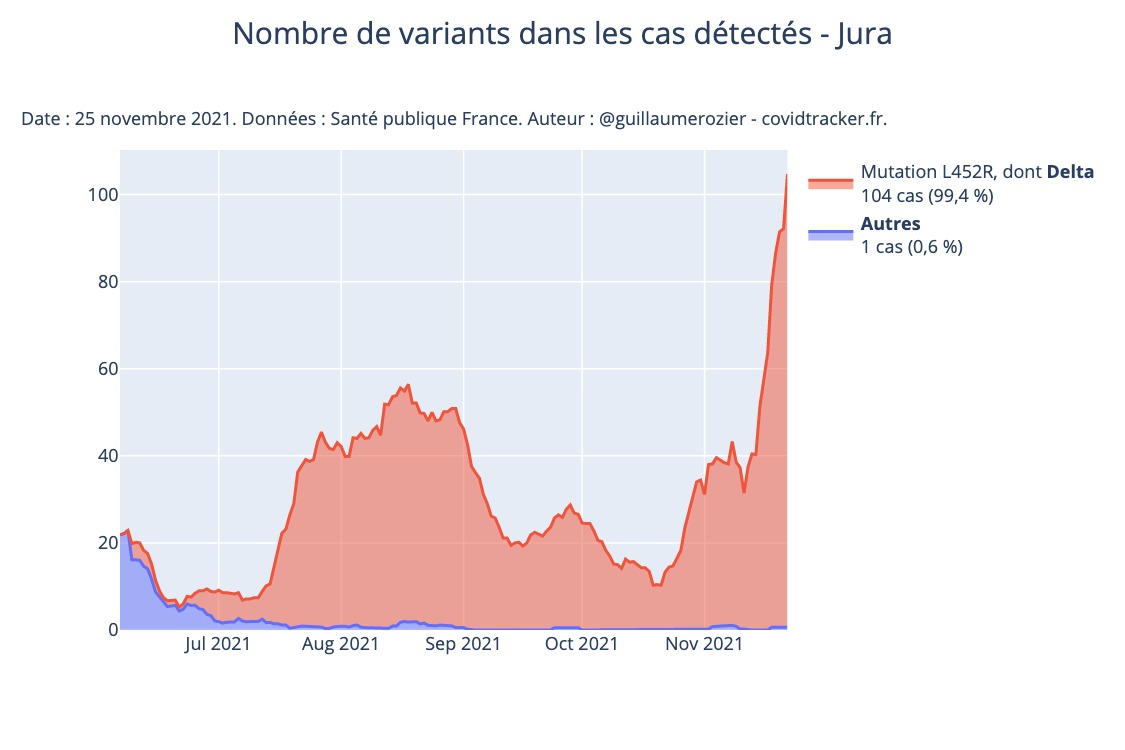 Nombre de variants dans les cas détectés - Jura
Date : 25 novembre 2021. Données : Santé publique France. Auteur : @guillaumerozier - covidtracker.fr.
Mutation L452R, dont Delta
104 cas (99,4 %)
Autres
1 cas (0,6 %)
100
80
60
40
20
0
Jul 2021
Aug 2021
Sep 2021
Oct 2021
Nov 2021